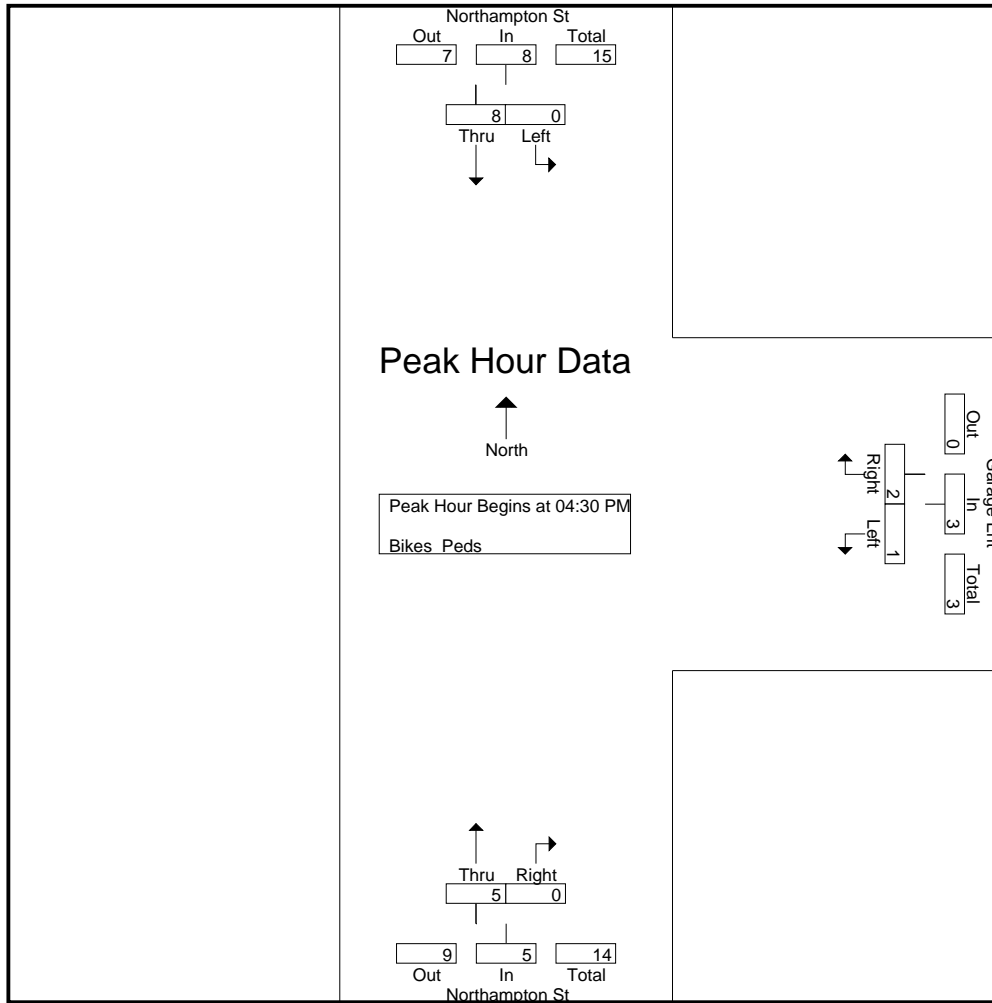 Northampton St
Out In Total
7 8 15
8 0
Thru Left
Peak Hour Data
North
Peak Hour Begins at 04:30 PM
Bikes Peds
Right Left
2 1
Out In Total
0 3 3
Thru Right
5 0
9 5 14
Out In Total
Northampton St